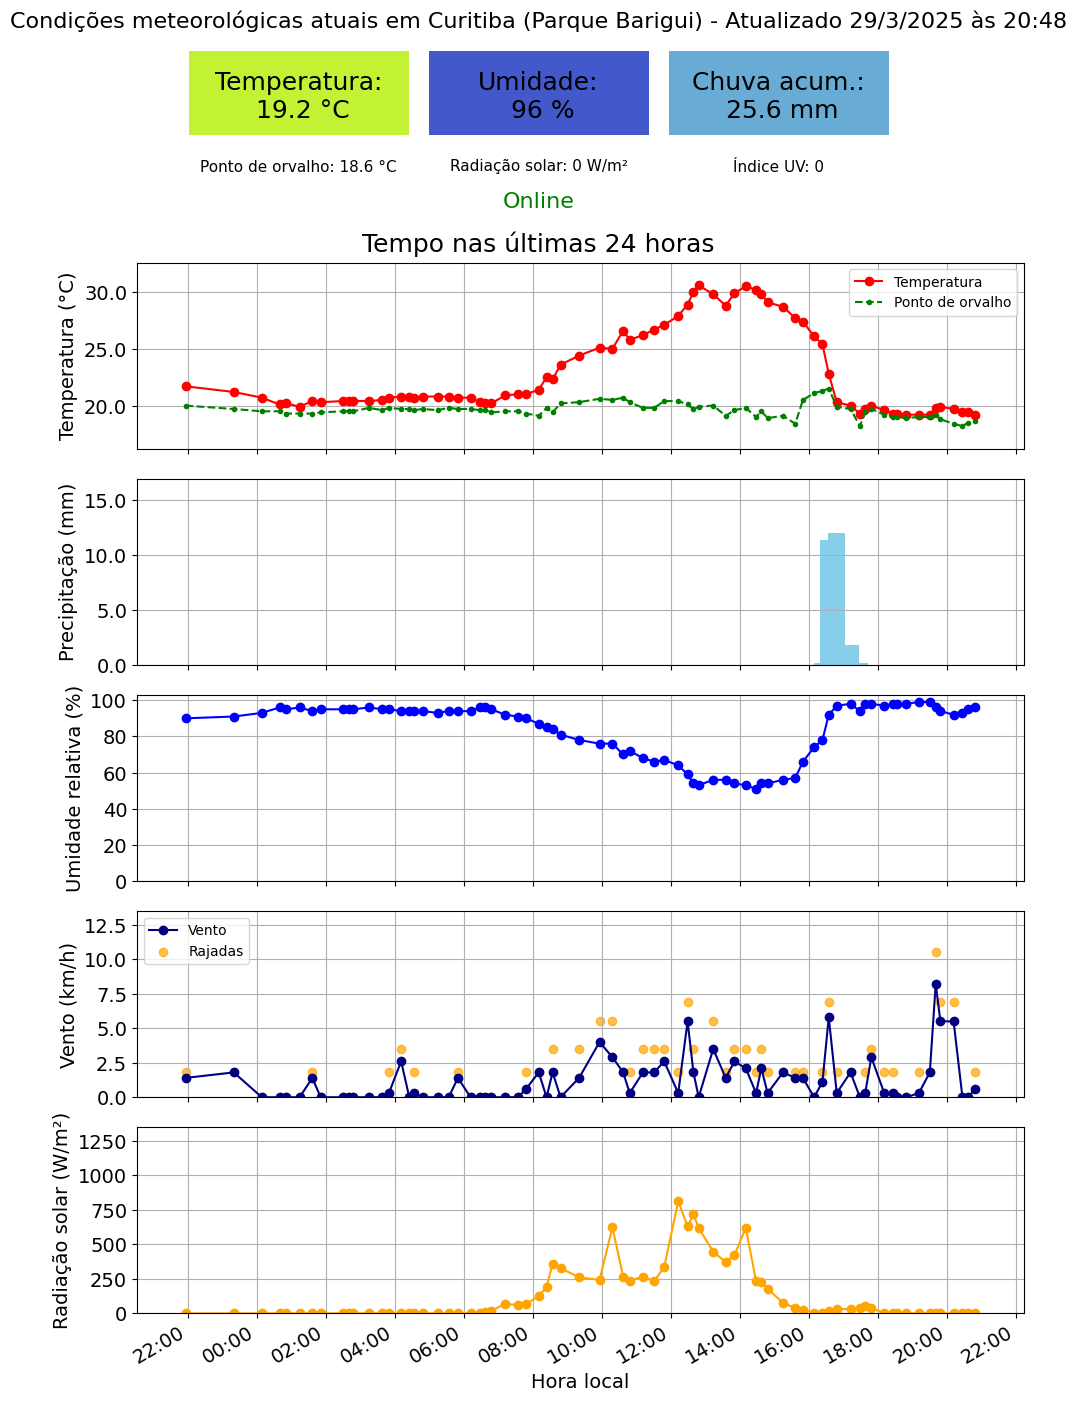 Condições meteorológicas atuais em Curitiba (Parque Barigui) - Atualizado 29/3/2025 às 20:48
Temperatura:
19.2 °C
Umidade:
96 %
Chuva acum.:
25.6 mm
Ponto de orvalho: 18.6 °C
Radiação solar: 0 W/m²
Índice UV: 0
Online
Tempo nas últimas 24 horas
Temperatura (°C)
30.0
25.0
20.0
Temperatura
Ponto de orvalho
Precipitação (mm)
15.0
10.0
5.0
0.0
Umidade relativa (%)
100
80
60
40
20
0
Vento (km/h)
12.5
10.0
7.5
5.0
2.5
0.0
Vento
Rajadas
Radiação solar (W/m²)
1250
1000
750
500
250
0
22:00
00:00
02:00
04:00
06:00
08:00
10:00
12:00
14:00
16:00
18:00
20:00
22:00
Hora local